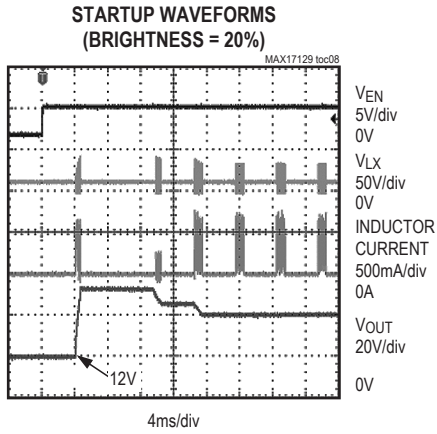 STARTUP WAVEFORMS
(BRIGHTNESS = 20%)
MAX17129 toc08
VEN
5V/div
0V
VLX
50V/div
0V
INDUCTOR
CURRENT
500mA/div
0A
VOUT
20V/div
0V
12V
4ms/div